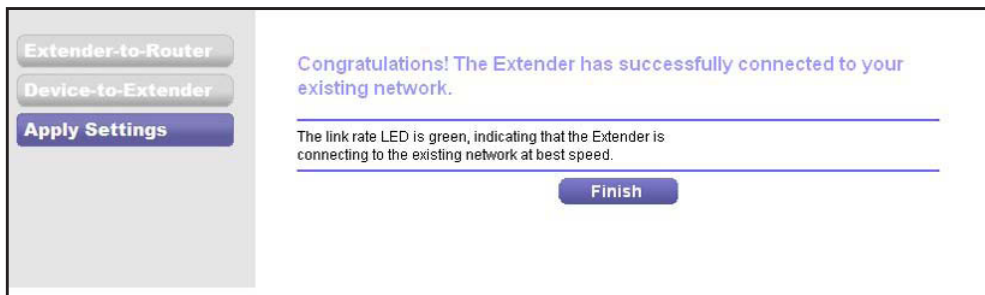 Extender-to-Router
Device-to-Extender
Apply Settings
Congratulations! The Extender has successfully connected to your
existing network.
The link rate LED is green, indicating that the Extender is
connecting to the existing network at best speed.
Finish